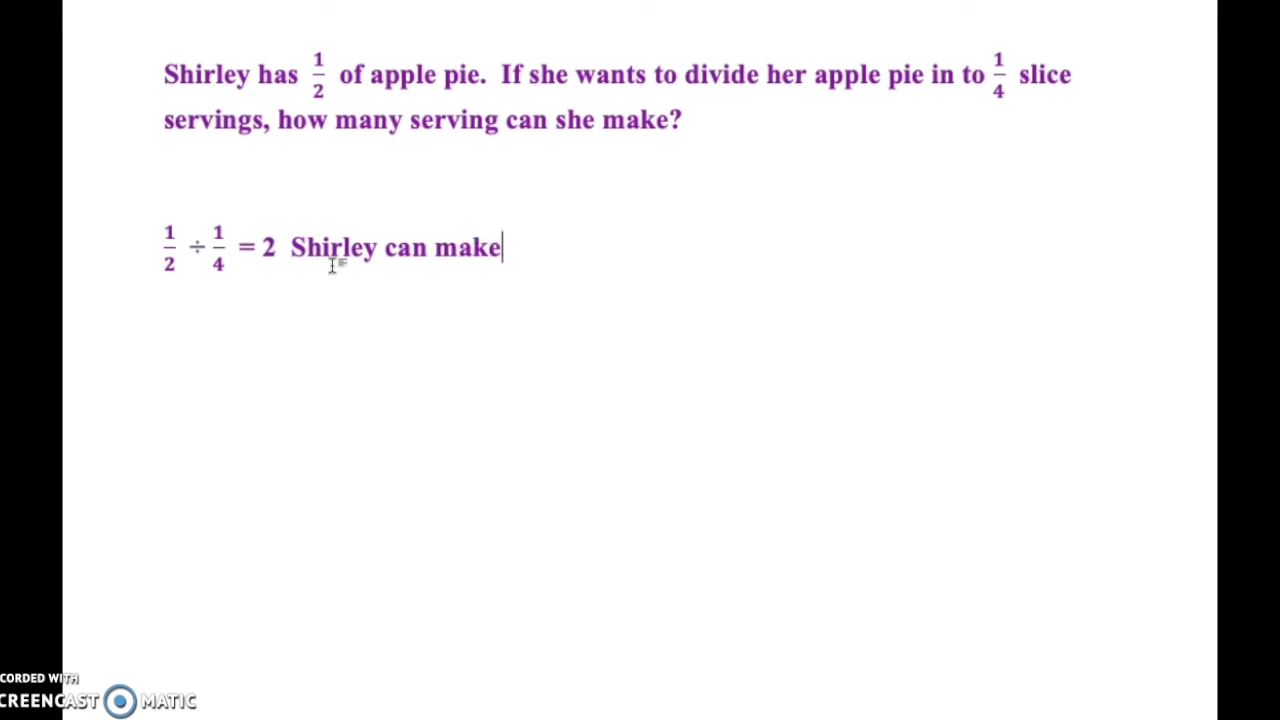 Shirley has 1/2 of apple pie. If she wants to divide her apple pie in to 1/4 slice
servings, how many serving can she make?
1/2 ÷ 1/4 = 2 Shirley can make
CORDED WITH
CREENCAST MATIC